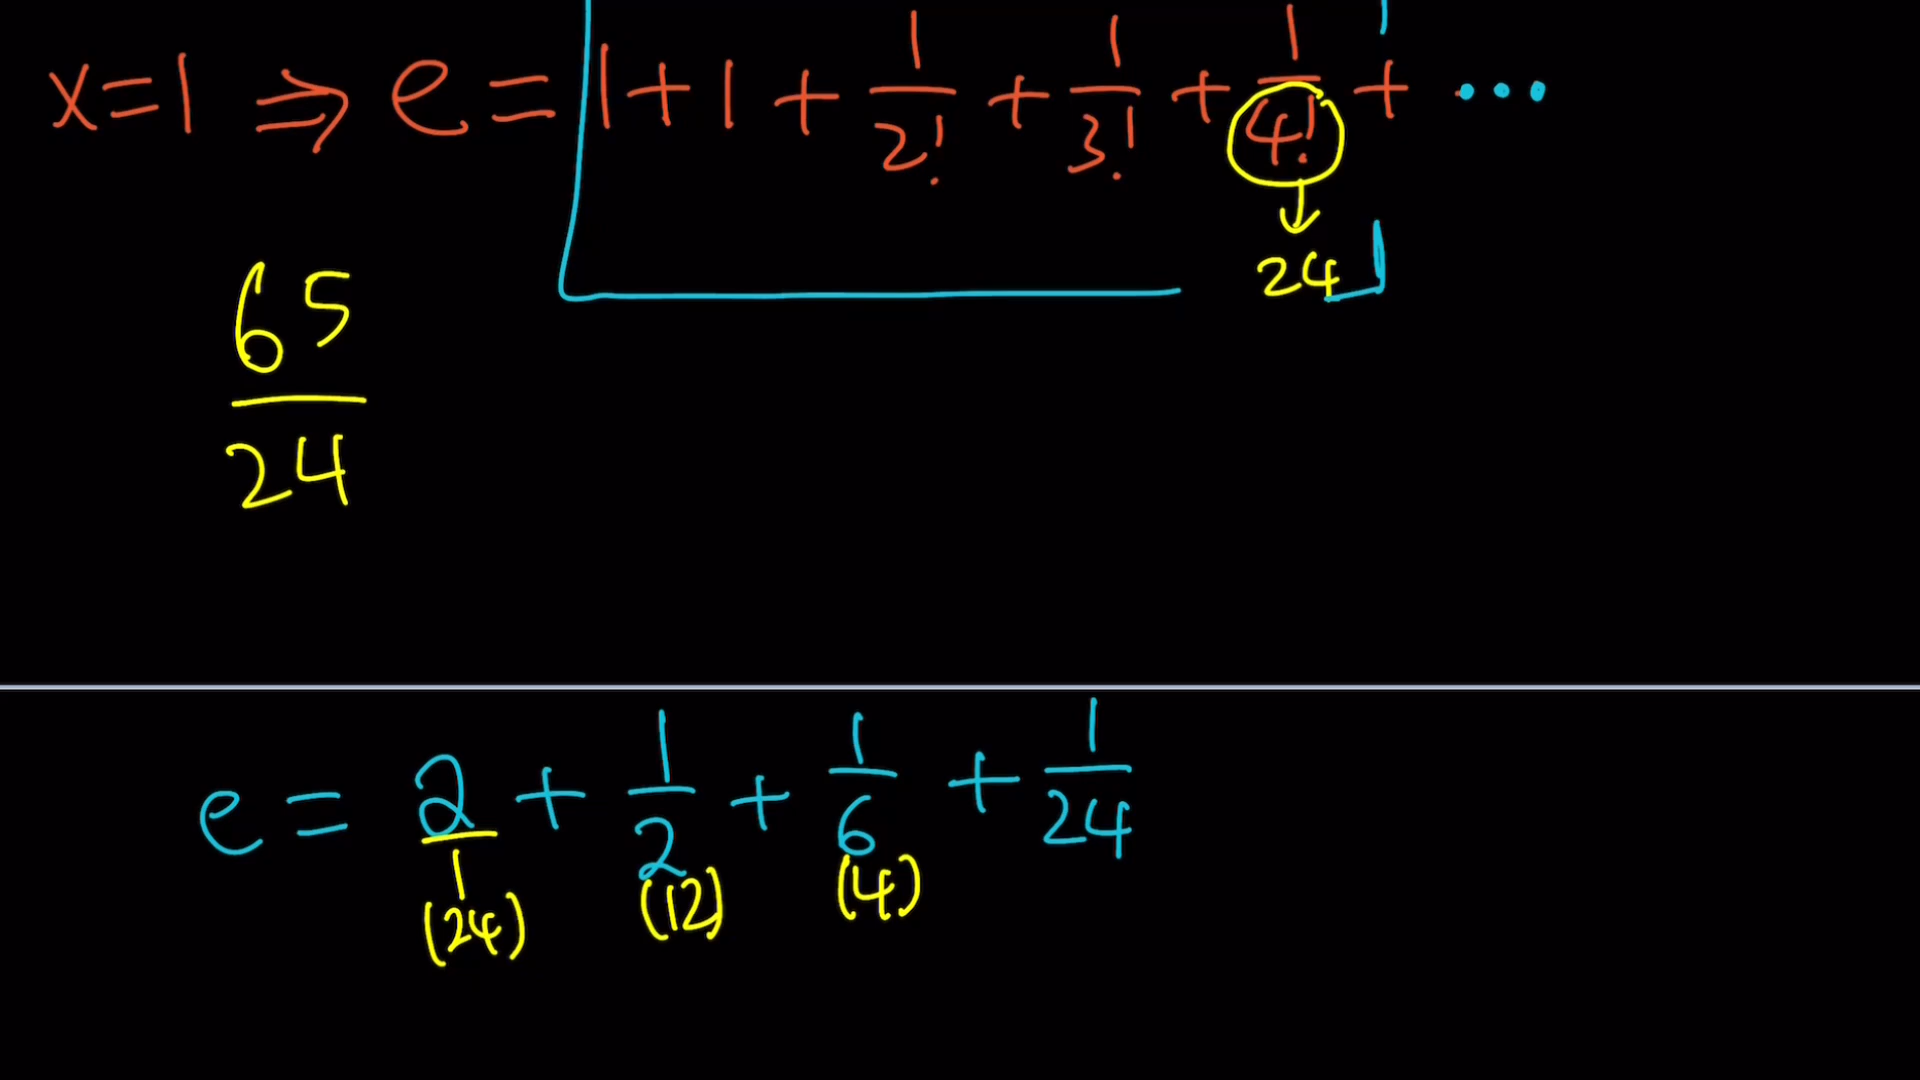 x=1 ⇒ e = 1 + 1 + 1/2! + 1/3! + 1/4! + ...
↓
24
65/24
e = 2/1 + 1/2 + 1/6 + 1/24
(24) (12) (4)